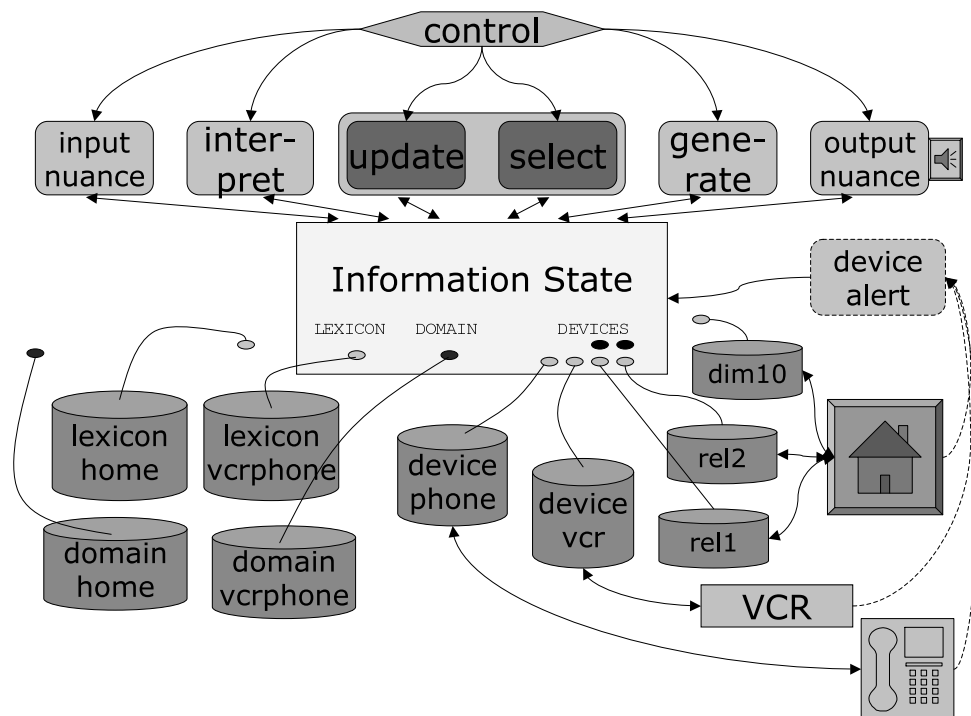 control
input
nuance
inter-
pret
update
select
gene-
rate
output
nuance
Information State
LEXICON
DOMAIN
DEVICES
device
alert
dim10
lexicon
home
lexicon
vcrphone
device
phone
rel2
device
vcr
rel1
domain
home
domain
vcrphone
VCR